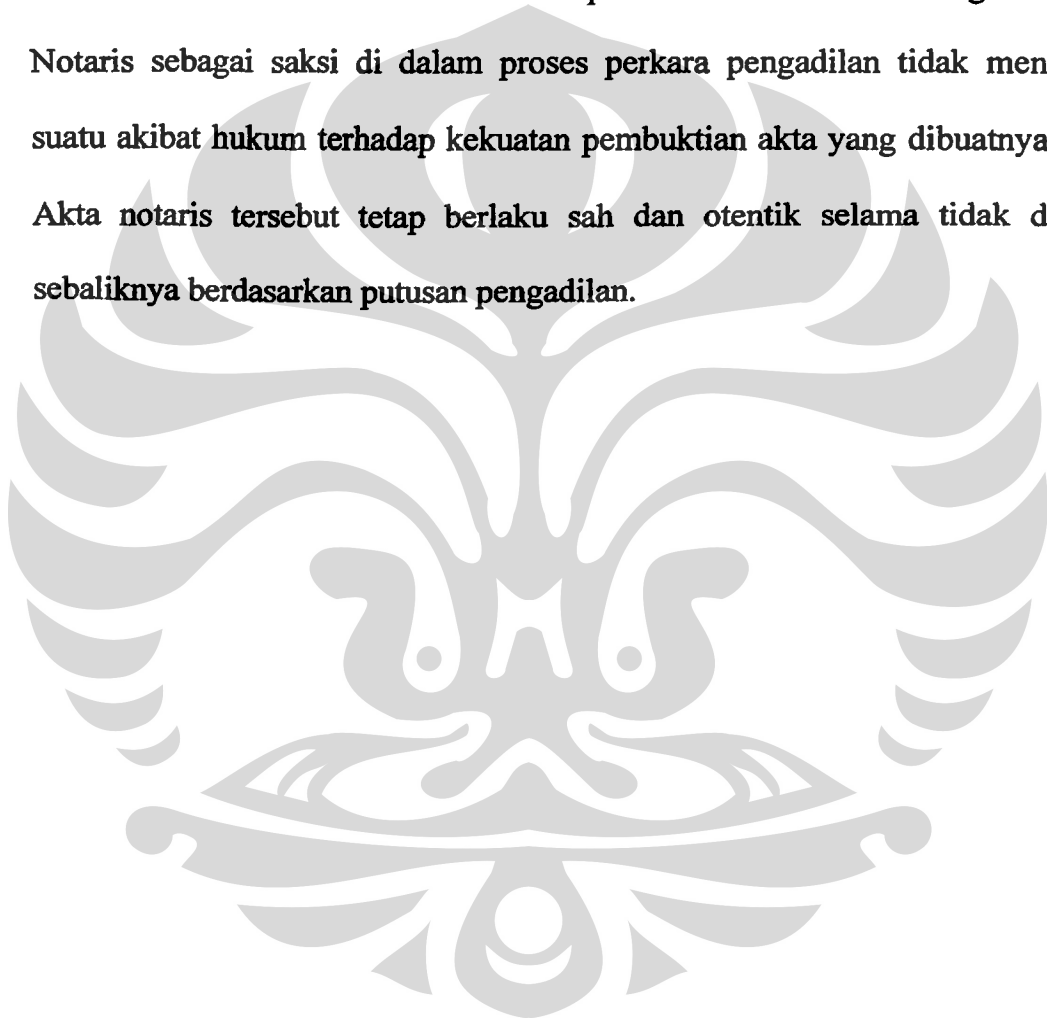 Notaris sebagai saksi di dalam proses perkara pengadilan tidak men
suatu akibat hukum terhadap kekuatan pembuktian akta yang dibuatnya
Akta notaris tersebut tetap berlaku sah dan otentik selama tidak d
sebaliknya berdasarkan putusan pengadilan.